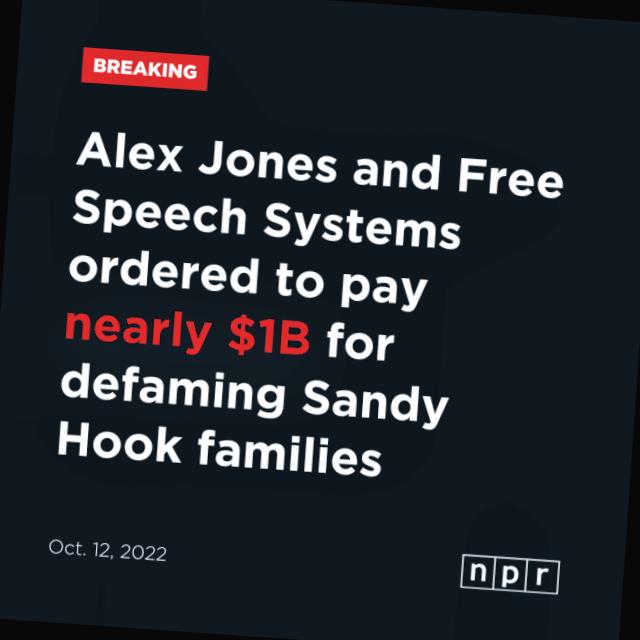 BREAKING
Alex Jones and Free
Speech Systems
ordered to pay
nearly $1B for
defaming Sandy
Hook families
Oct. 12, 2022
npr